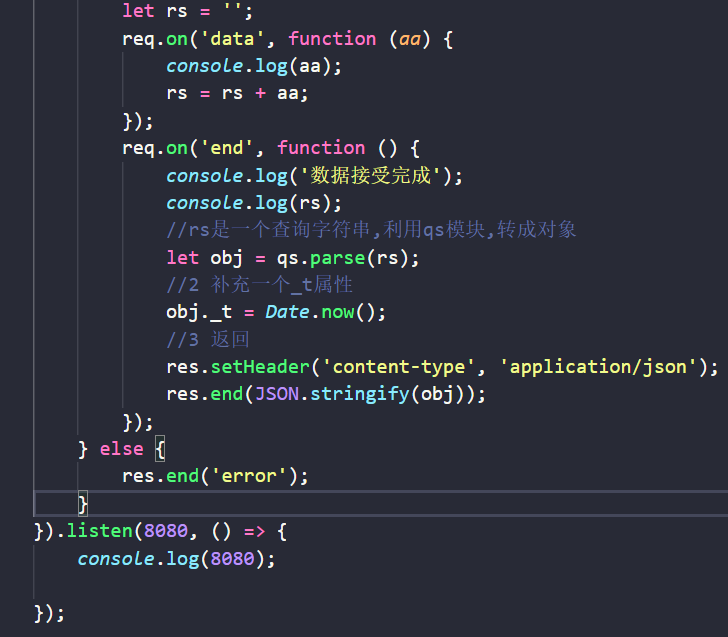 let rs = '';
req.on('data', function (aa) {
console.log(aa);
rs = rs + aa;
});
req.on('end', function () {
console.log('数据接受完成');
console.log(rs);
//rs是一个查询字符串,利用qs模块,转成对象
let obj = qs.parse(rs);
//2 补充一个_t属性
obj._t = Date.now();
//3 返回
res.setHeader('content-type', 'application/json');
res.end(JSON.stringify(obj));
});
} else {
res.end('error');
}
}).listen(8080, () => {
console.log(8080);
});